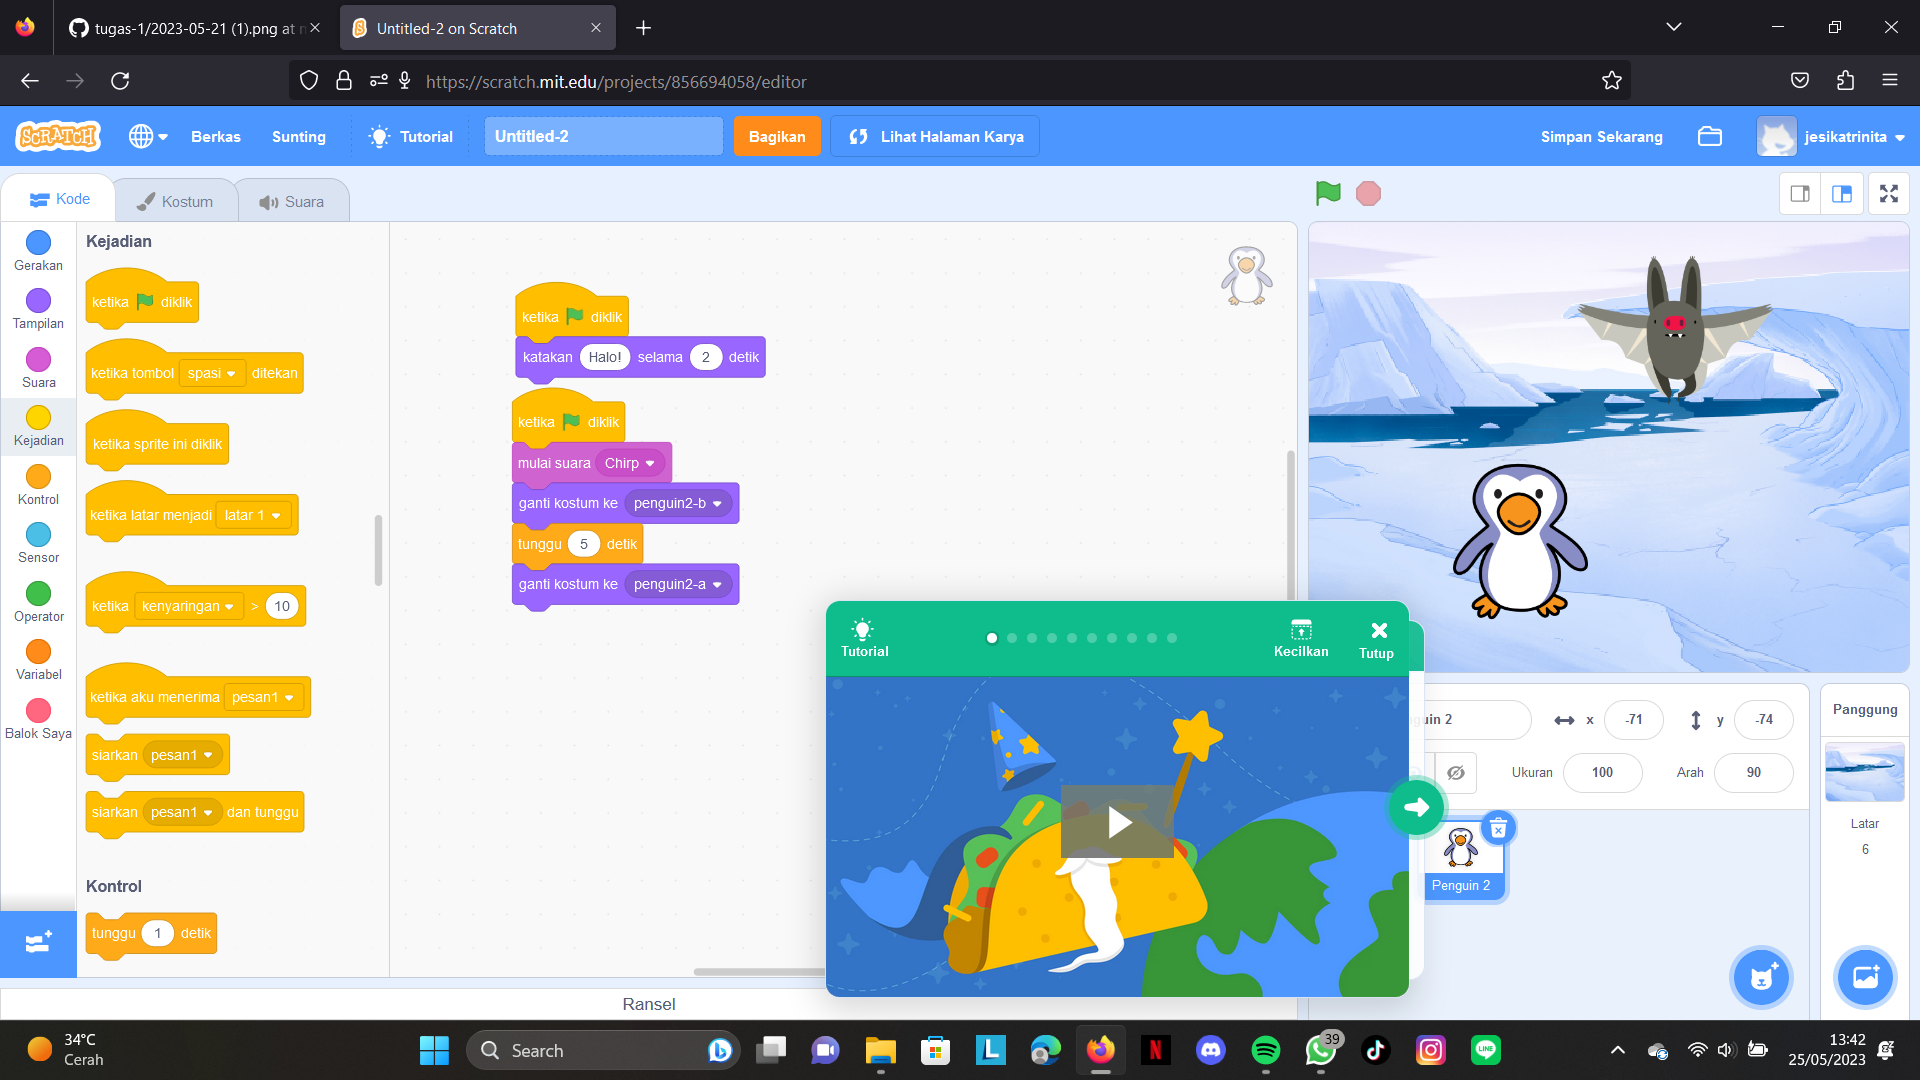 tugas-1/2023-05-21 (1).png at
Untitled-2 on Scratch
https://scratch.mit.edu/projects/856694058/editor
SCRATCH
Berkas
Sunting
Tutorial
Untitled-2
Bagikan
Lihat Halaman Karya
Simpan Sekarang
jesikatrinita
Kode
Kostum
Suara
Gerakan
Tampilan
Suara
Kejadian
Kontrol
Sensor
Operator
Variabel
Balok Saya
Kejadian
ketika diklik
ketika tombol spasi ditekan
ketika sprite ini diklik
ketika latar menjadi latar 1
ketika kenyaringan > 10
ketika aku menerima pesan1
siarkan pesan1
siarkan pesan1 dan tunggu
Kontrol
tunggu 1 detik
ketika diklik
katakan Halo! selama 2 detik
ketika diklik
mulai suara Chirp
ganti kostum ke penguin2-b
tunggu 5 detik
ganti kostum ke penguin2-a
Tutorial
Kecilkan
Tutup
uin 2
x -71
y -74
Ukuran 100
Arah 90
Penguin 2
Panggung
Latar
6
Ransel
34°C
Cerah
Search
39
13:42
25/05/2023